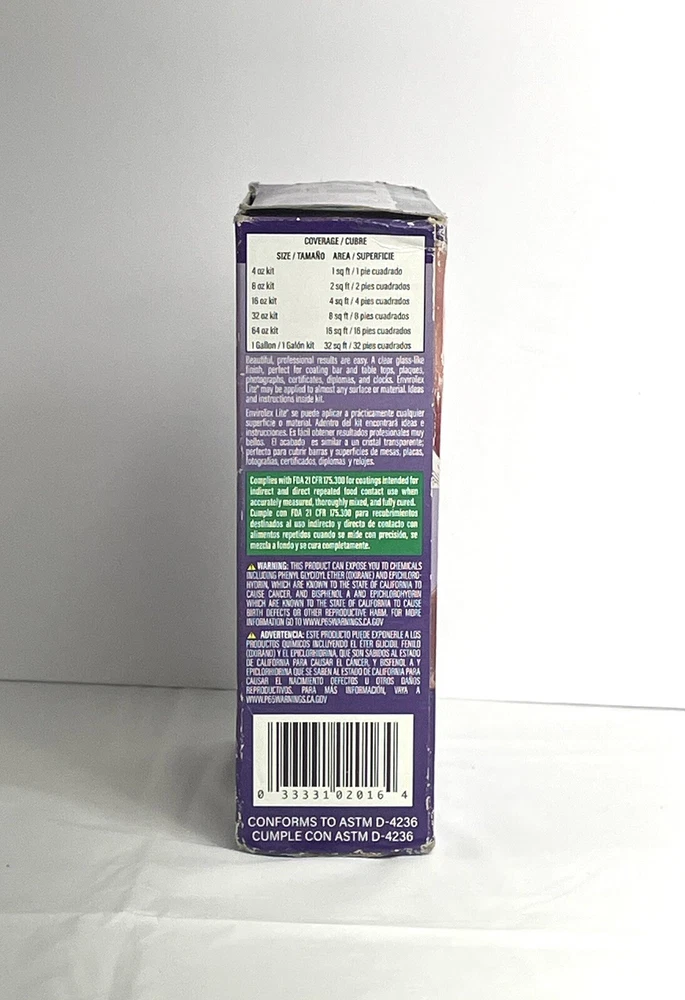 COVERAGE / CUBRE
SIZE / TAMAÑO AREA / SUPERFICIE
4 oz kit 1 sq ft / 1 pie cuadrado
8 oz kit 2 sq ft / 2 pies cuadrados
16 oz kit 4 sq ft / 4 pies cuadrados
32 oz kit 8 sq ft / 8 pies cuadrados
64 oz kit 16 sq ft / 16 pies cuadrados
1 Gallon / 1 Galón kit 32 sq ft / 32 pies cuadrados
Beautiful, professional results are easy. A clear glass-like
finish, perfect for coating bar and table tops, plaques,
photographs, certificates, diplomas, and clocks. Envirotex
Lite® may be applied to almost any surface or material. Ideas
and instructions inside kit.
Envirotex Lite® se puede aplicar a prácticamente cualquier
superficie o material. Adentro del kit encontrará ideas e
instrucciones. Es fácil obtener resultados profesionales muy
bellos. El acabado es similar a un cristal transparente;
perfecto para cubrir barras y superficies de mesas, placas,
fotografías, certificados, diplomas y relojes.
Complies with FDA 21 CFR 175.300 for coatings intended for
indirect and direct repeated food contact use when
accurately measured, thoroughly mixed, and fully cured.
Cumple con FDA 21 CFR 175.300 para recubrimientos
destinados al uso indirecto y directo de contacto con
alimentos repetidos cuando se mide con precisión, se
mezcla a fondo y se cura completamente.
⚠ WARNING: THIS PRODUCT CAN EXPOSE YOU TO CHEMICALS
INCLUDING PHENYL GLYCIDYL ETHER (OXIRANE) AND EPICHLORO-
HYDRIN, WHICH ARE KNOWN TO THE STATE OF CALIFORNIA TO
CAUSE CANCER, AND BISPHENOL A AND EPICHLOROHYDRIN
WHICH ARE KNOWN TO THE STATE OF CALIFORNIA TO CAUSE
BIRTH DEFECTS OR OTHER REPRODUCTIVE HARM. FOR MORE
INFORMATION GO TO WWW.P65WARNINGS.CA.GOV
⚠ ADVERTENCIA: ESTE PRODUCTO PUEDE EXPONERLE A LOS
PRODUCTOS QUÍMICOS INCLUYENDO EL ÉTER GLICIDIL FENILO
(OXIRANO) Y EL EPICLORHIDRINA, QUE SON SABIDOS AL ESTADO
DE CALIFORNIA PARA CAUSAR EL CÁNCER, Y BISFENOL A Y
EPICLORHIDRINA QUE SE SABEN AL ESTADO DE CALIFORNIA PARA
CAUSAR EL NACIMIENTO DEFECTOS U OTROS DAÑOS
REPRODUCTIVOS. PARA MÁS INFORMACIÓN, VAYA A
WWW.P65WARNINGS.CA.GOV
0 33331 02016 4
CONFORMS TO ASTM D-4236
CUMPLE CON ASTM D-4236